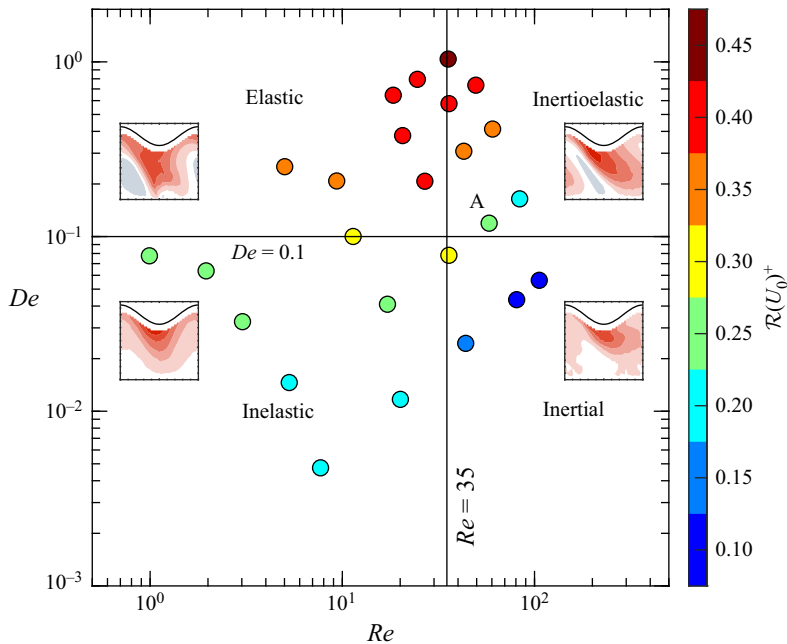 10⁰
10⁻¹
10⁻²
10⁻³
De
Elastic
Inertioelastic
A
De = 0.1
Inelastic
Inertial
Re = 35
10⁰
10¹
10²
Re
0.45
0.40
0.35
0.30
0.25
0.20
0.15
0.10
ℛ(U₀)⁺